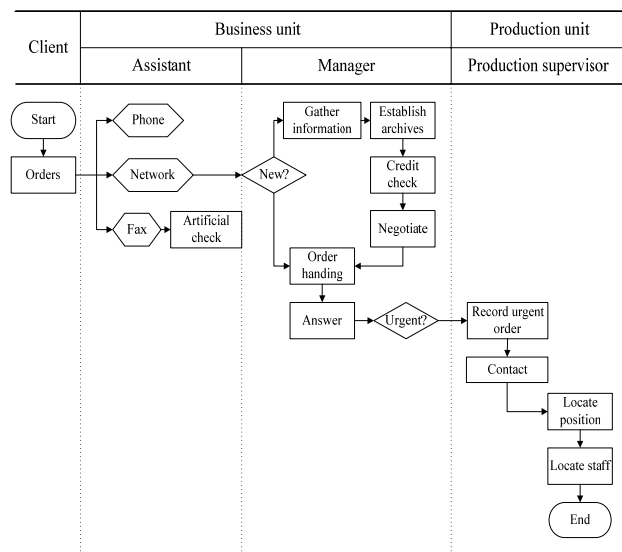 Client
Business unit
Production unit
Assistant
Manager
Production supervisor
Start
Orders
Phone
Network
Fax
Artificial
check
New?
Gather
information
Establish
archives
Credit
check
Negotiate
Order
handing
Answer
Urgent?
Record urgent
order
Contact
Locate
position
Locate staff
End